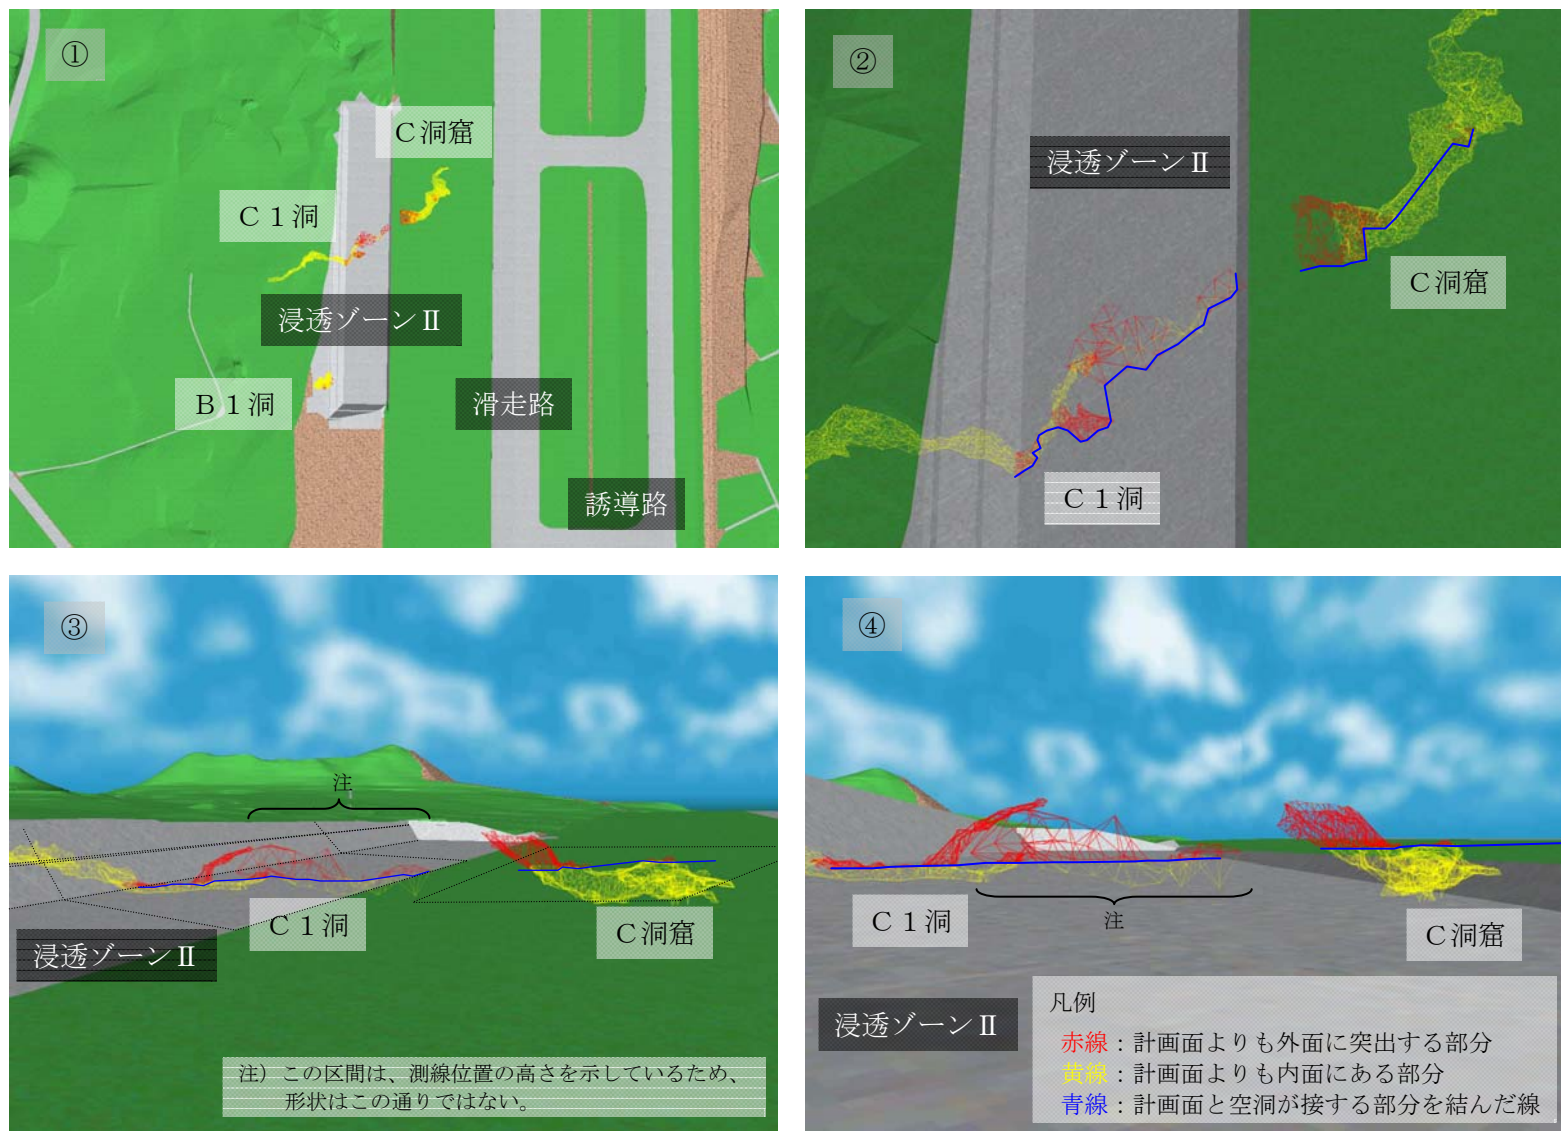 ①
C洞窟
C1洞
浸透ゾーンⅡ
B1洞
滑走路
誘導路
②
浸透ゾーンⅡ
C洞窟
C1洞
③
注
C1洞
C洞窟
浸透ゾーンⅡ
注）この区間は、測線位置の高さを示しているため、
形状はこの通りではない。
④
C1洞
注
C洞窟
浸透ゾーンⅡ
凡例
赤線：計画面よりも外面に突出する部分
黄線：計画面よりも内面にある部分
青線：計画面と空洞が接する部分を結んだ線